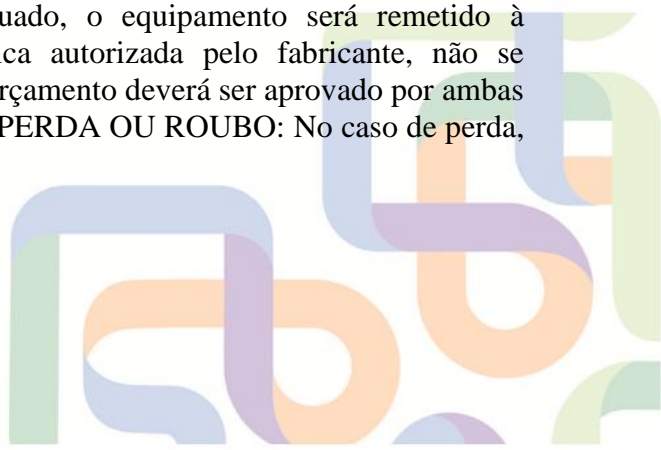 uado, o equipamento será remetido à
ica autorizada pelo fabricante, não se
rçamento deverá ser aprovado por ambas
PERDA OU ROUBO: No caso de perda,